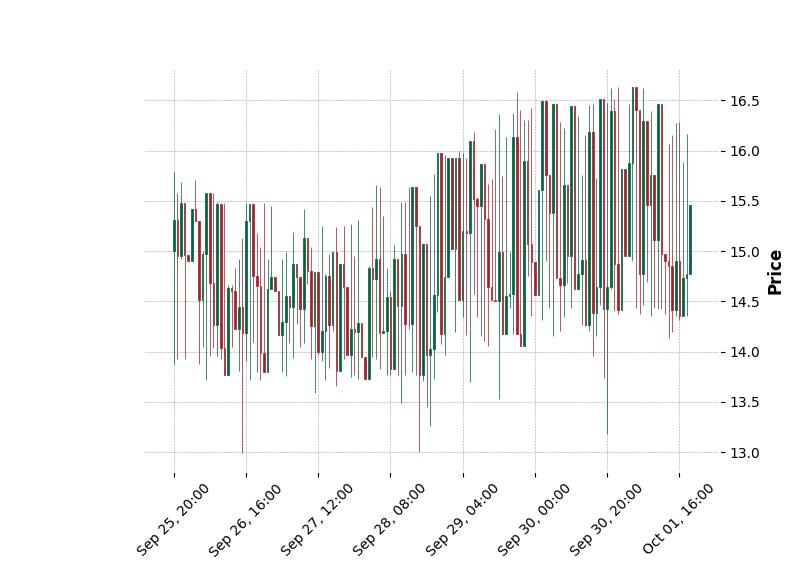 16.5
16.0
15.5
15.0
14.5
14.0
13.5
13.0
Price
Sep 25, 20:00
Sep 26, 16:00
Sep 27, 12:00
Sep 28, 08:00
Sep 29, 04:00
Sep 30, 00:00
Sep 30, 20:00
Oct 01, 16:00